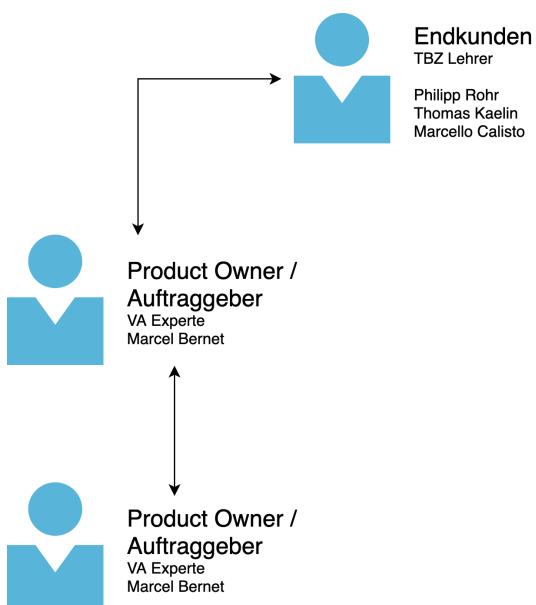 Endkunden
TBZ Lehrer
Philipp Rohr
Thomas Kaelin
Marcello Calisto
Product Owner /
Auftraggeber
VA Experte
Marcel Bernet
Product Owner /
Auftraggeber
VA Experte
Marcel Bernet